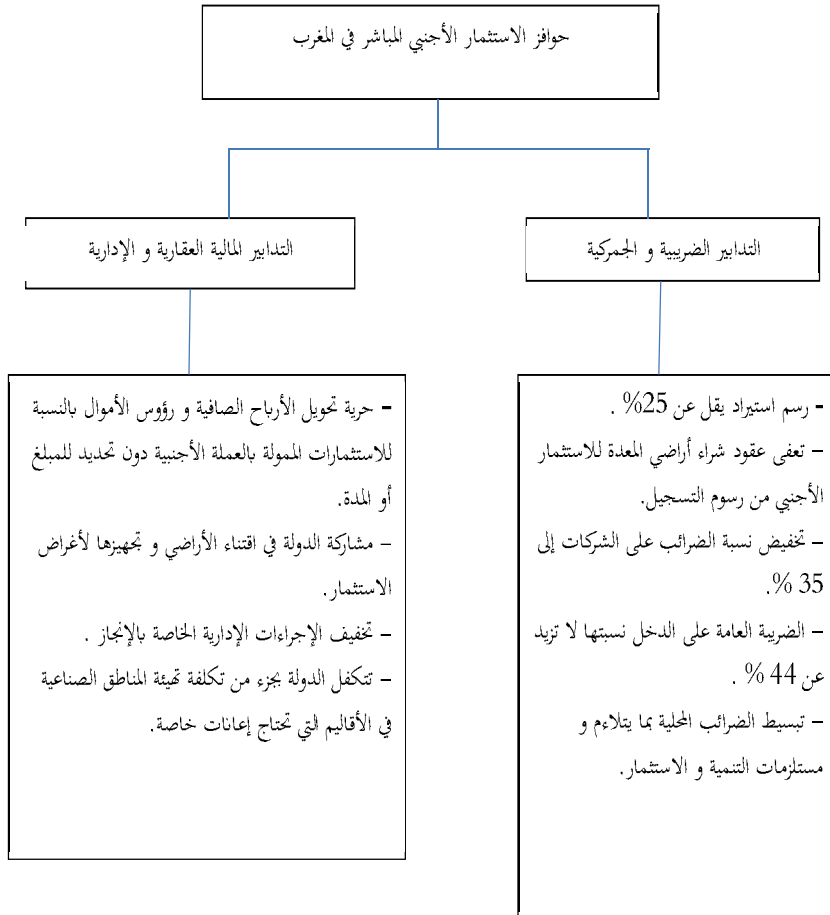 حوافز الاستثمار الأجنبي المباشر في المغرب
التدابير الضريبية و الجمركية
- رسم استيراد يقل عن 25% .
- تعفى عقود شراء أراضي المعدة للاستثمار
الأجنبي من رسوم التسجيل.
- تخفيض نسبة الضرائب على الشركات إلى
35 %.
- الضريبة العامة على الدخل نسبتها لا تزيد
عن 44 % .
- تبسيط الضرائب المحلية بما يتلاءم و
مستلزمات التنمية و الاستثمار.
التدابير المالية العقارية و الإدارية
- حرية تحويل الأرباح الصافية و رؤوس الأموال بالنسبة
للاستثمارات الممولة بالعملة الأجنبية دون تحديد للمبلغ
أو المدة.
- مشاركة الدولة في اقتناء الأراضي و تجهيزها لأغراض
الاستثمار.
- تخفيف الإجراءات الإدارية الخاصة بالإنجاز .
- تتكفل الدولة بجزء من تكلفة تهيئة المناطق الصناعية
في الأقاليم التي تحتاج إعانات خاصة.